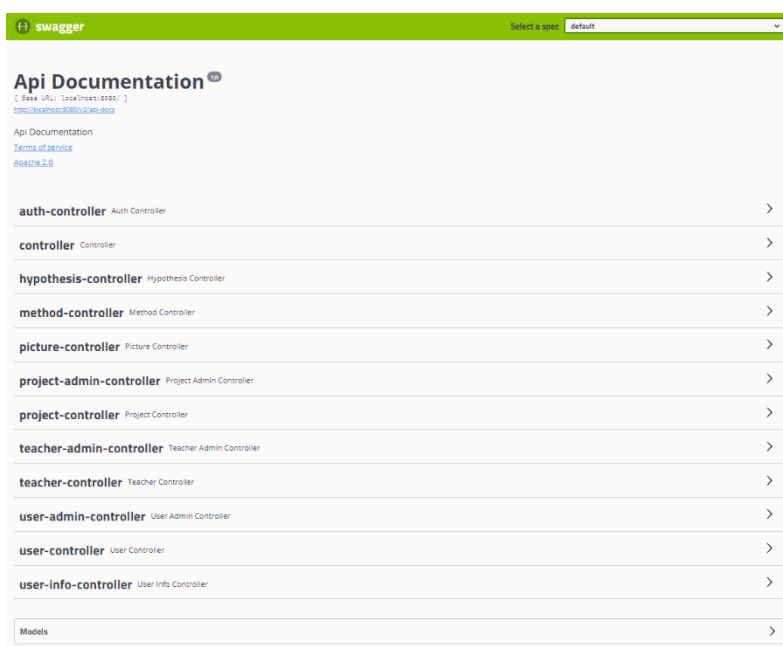 swagger Select a spec default
Api Documentation 1.0
[ Base URL: localhost:8080/ ]
http://localhost:8080/v2/api-docs
Api Documentation
Terms of service
Apache 2.0
auth-controller Auth Controller
controller Controller
hypothesis-controller Hypothesis Controller
method-controller Method Controller
picture-controller Picture Controller
project-admin-controller Project Admin Controller
project-controller Project Controller
teacher-admin-controller Teacher Admin Controller
teacher-controller Teacher Controller
user-admin-controller User Admin Controller
user-controller User Controller
user-info-controller User Info Controller
Models